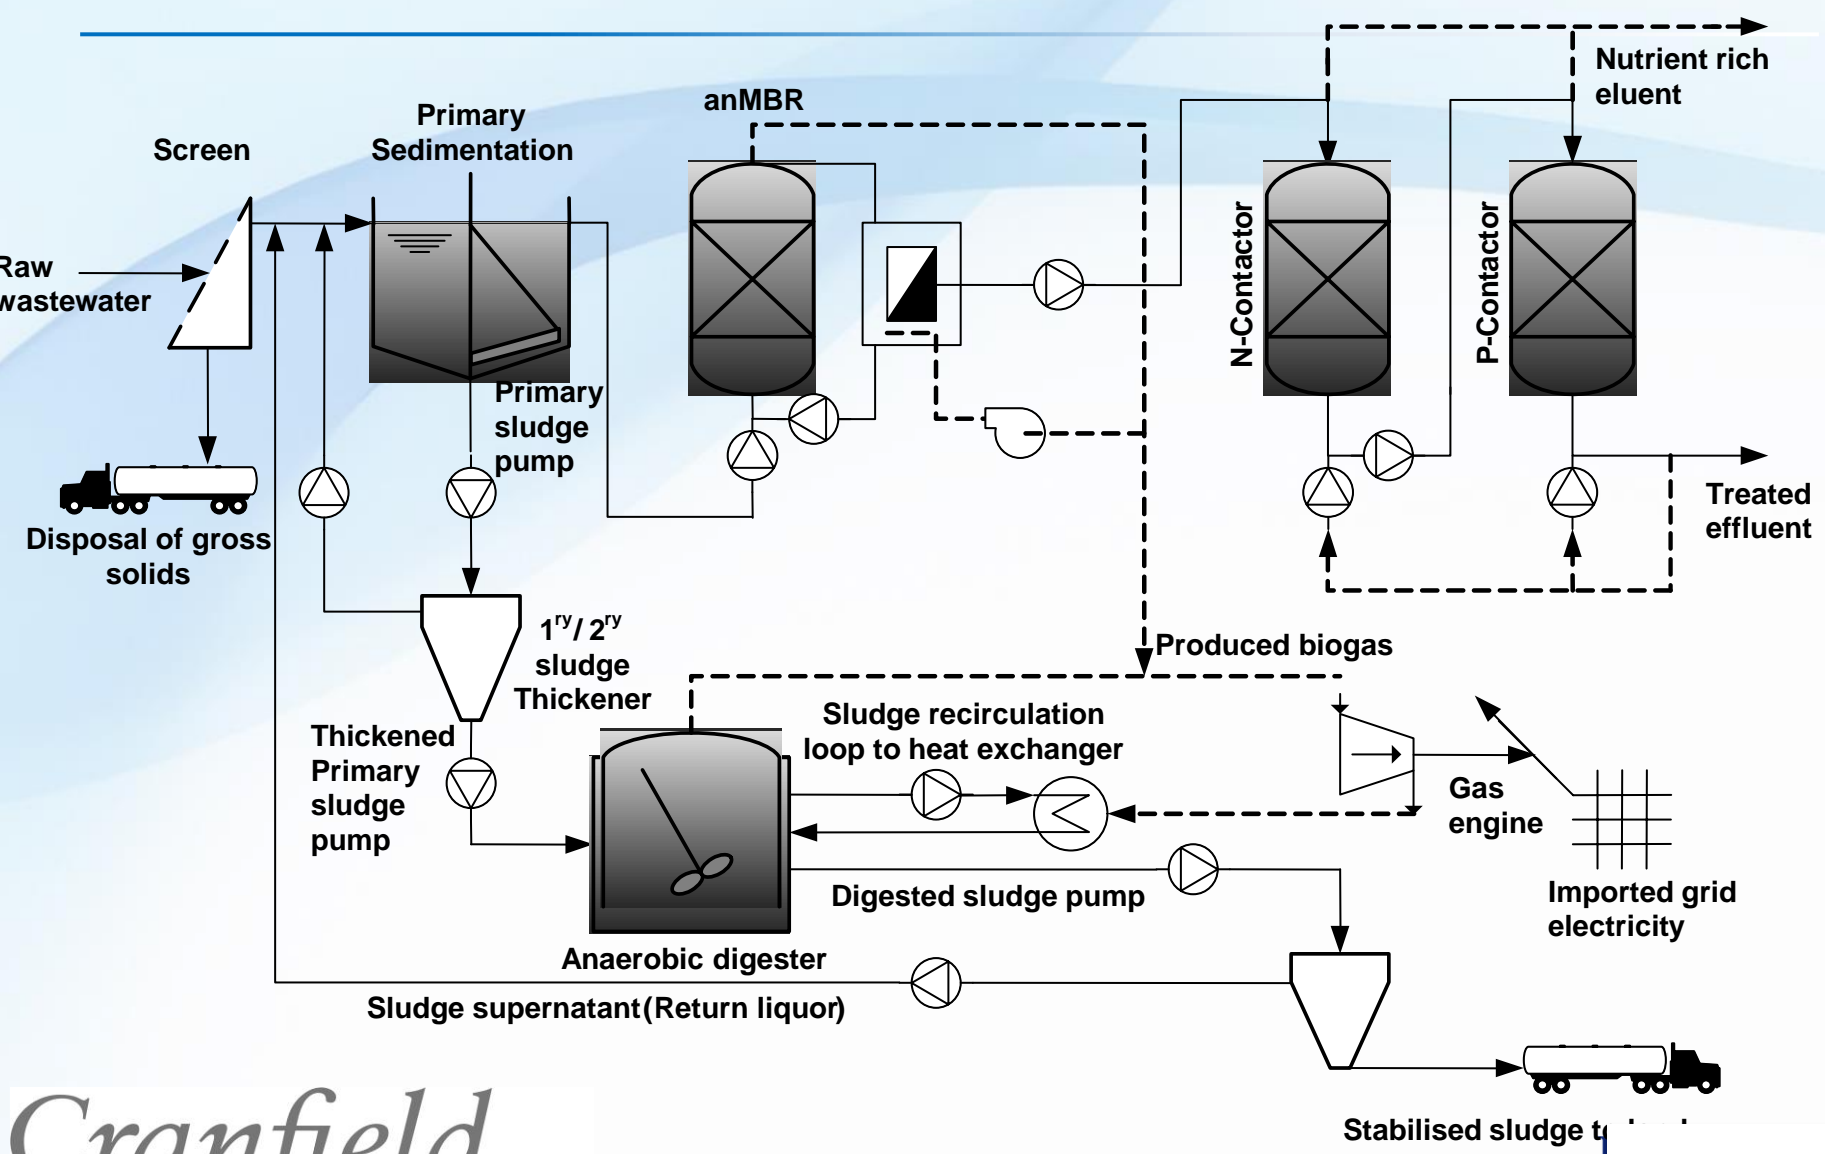 Nutrient rich
eluent
anMBR
Primary
Sedimentation
Screen
N-Contactor
P-Contactor
Raw
wastewater
Primary
sludge
pump
Treated
effluent
Disposal of gross
solids
1ry/ 2ry
sludge
Thickener
Produced biogas
Sludge recirculation
loop to heat exchanger
Thickened
Primary
sludge
pump
Gas
engine
Digested sludge pump
Imported grid
electricity
Anaerobic digester
Sludge supernatant (Return liquor)
Stabilised sludge
Cranfield